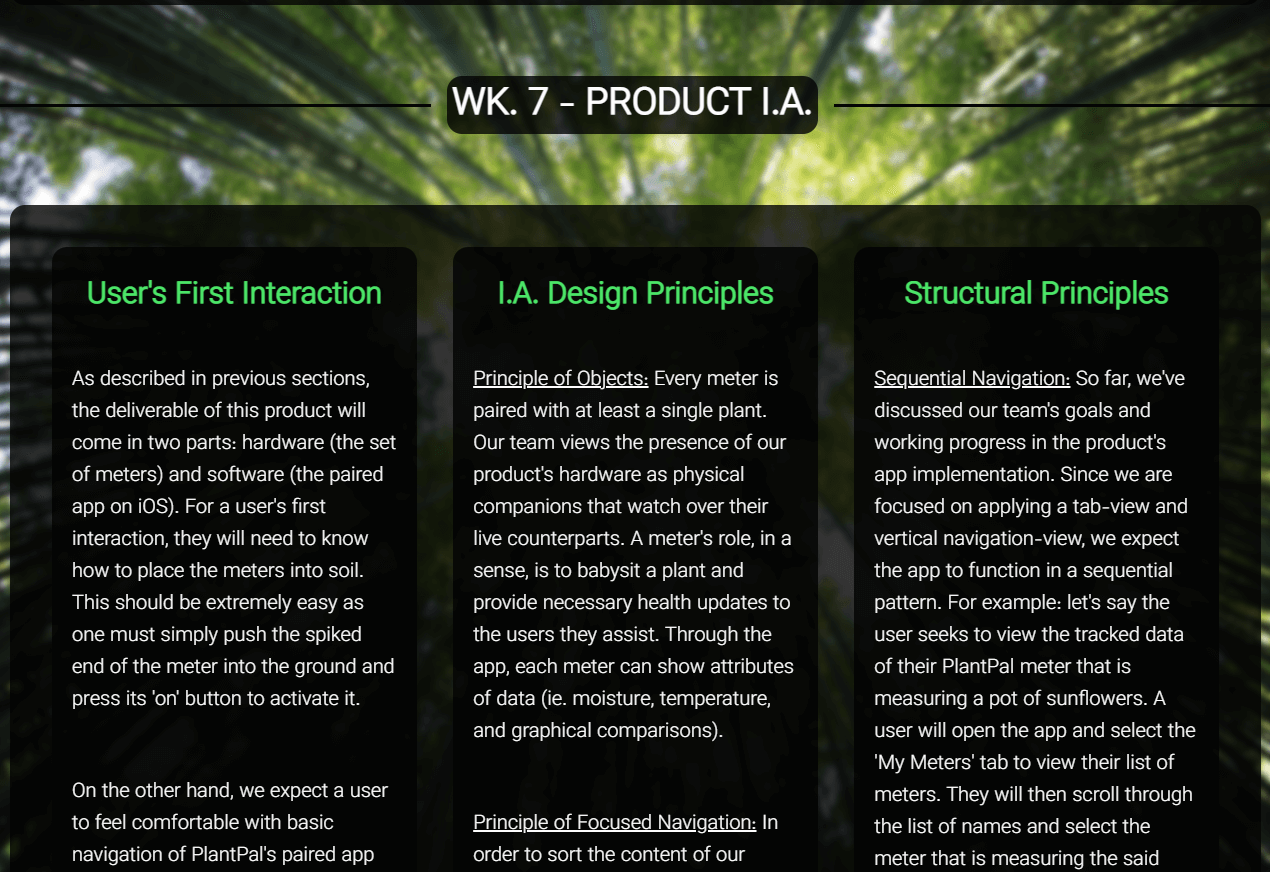 WK. 7 - PRODUCT I.A.
User's First Interaction
As described in previous sections,
the deliverable of this product will
come in two parts: hardware (the set
of meters) and software (the paired
app on iOS). For a user's first
interaction, they will need to know
how to place the meters into soil.
This should be extremely easy as
one must simply push the spiked
end of the meter into the ground and
press its 'on' button to activate it.
On the other hand, we expect a user
to feel comfortable with basic
navigation of PlantPal's paired app
I.A. Design Principles
Principle of Objects: Every meter is
paired with at least a single plant.
Our team views the presence of our
product's hardware as physical
companions that watch over their
live counterparts. A meter's role, in a
sense, is to babysit a plant and
provide necessary health updates to
the users they assist. Through the
app, each meter can show attributes
of data (ie. moisture, temperature,
and graphical comparisons).
Principle of Focused Navigation: In
order to sort the content of our
Structural Principles
Sequential Navigation: So far, we've
discussed our team's goals and
working progress in the product's
app implementation. Since we are
focused on applying a tab-view and
vertical navigation-view, we expect
the app to function in a sequential
pattern. For example: let's say the
user seeks to view the tracked data
of their PlantPal meter that is
measuring a pot of sunflowers. A
user will open the app and select the
'My Meters' tab to view their list of
meters. They will then scroll through
the list of names and select the
meter that is measuring the said